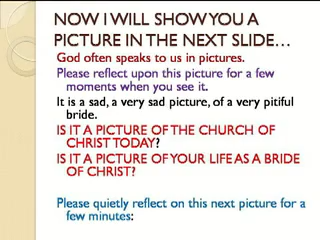 NOW I WILL SHOW YOU A
PICTURE IN THE NEXT SLIDE…
God often speaks to us in pictures.
Please reflect upon this picture for a few
moments when you see it.
It is a sad, a very sad picture, of a very pitiful
bride.
IS IT A PICTURE OF THE CHURCH OF
CHRIST TODAY?
IS IT A PICTURE OF YOUR LIFE AS A BRIDE
OF CHRIST?
Please quietly reflect on this next picture for a
few minutes: